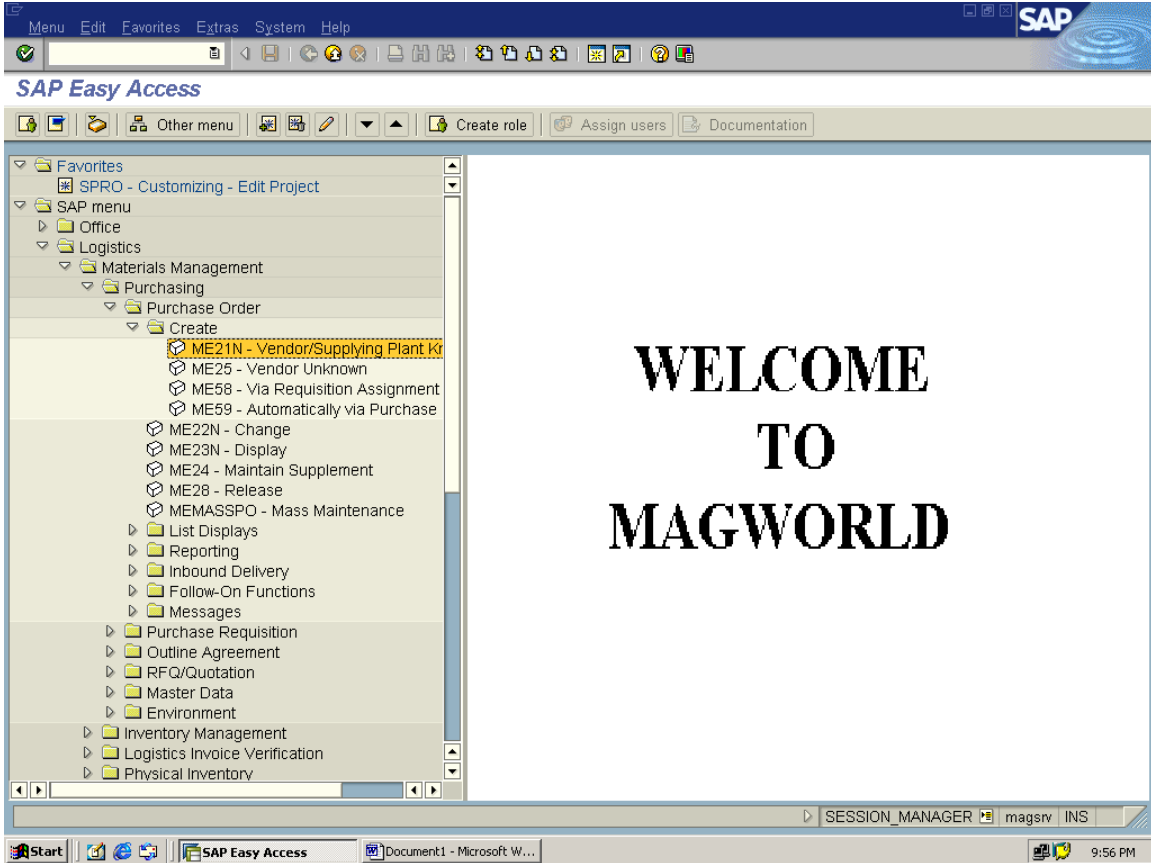 Menu Edit Favorites Extras System Help
SAP
SAP Easy Access
Other menu Create role Assign users Documentation
Favorites
SPRO - Customizing - Edit Project
SAP menu
Office
Logistics
Materials Management
Purchasing
Purchase Order
Create
ME21N - Vendor/Supplying Plant Kr
ME25 - Vendor Unknown
ME58 - Via Requisition Assignment
ME59 - Automatically via Purchase
ME22N - Change
ME23N - Display
ME24 - Maintain Supplement
ME28 - Release
MEMASSPO - Mass Maintenance
List Displays
Reporting
Inbound Delivery
Follow-On Functions
Messages
Purchase Requisition
Outline Agreement
RFQ/Quotation
Master Data
Environment
Inventory Management
Logistics Invoice Verification
Physical Inventory
WELCOME
TO
MAGWORLD
SESSION_MANAGER magsrv INS
Start SAP Easy Access Document1 - Microsoft W... 9:56 PM